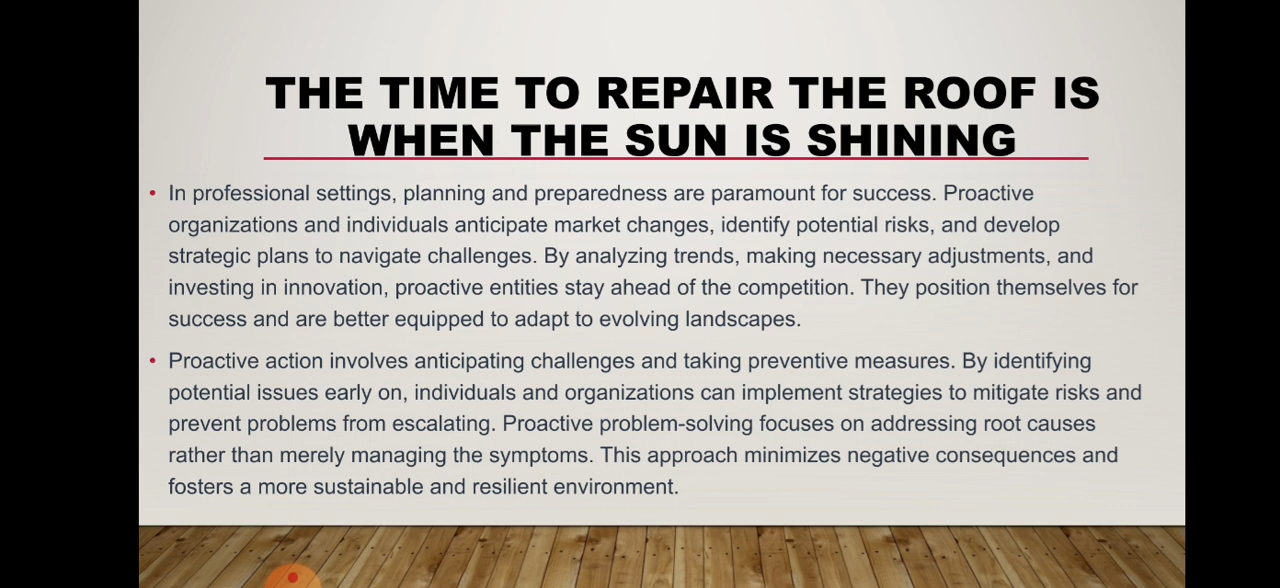 THE TIME TO REPAIR THE ROOF IS
WHEN THE SUN IS SHINING
• In professional settings, planning and preparedness are paramount for success. Proactive
organizations and individuals anticipate market changes, identify potential risks, and develop
strategic plans to navigate challenges. By analyzing trends, making necessary adjustments, and
investing in innovation, proactive entities stay ahead of the competition. They position themselves for
success and are better equipped to adapt to evolving landscapes.
• Proactive action involves anticipating challenges and taking preventive measures. By identifying
potential issues early on, individuals and organizations can implement strategies to mitigate risks and
prevent problems from escalating. Proactive problem-solving focuses on addressing root causes
rather than merely managing the symptoms. This approach minimizes negative consequences and
fosters a more sustainable and resilient environment.